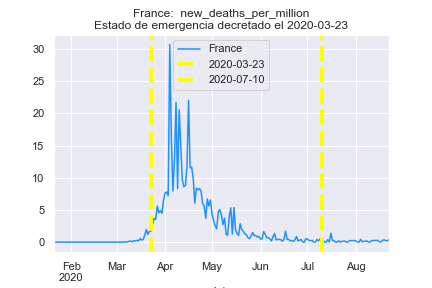 France:  new_deaths_per_million
Estado de emergencia decretado el 2020-03-23
France
2020-03-23
2020-07-10
30
25
20
15
10
5
0
Feb Mar Apr May Jun Jul Aug
2020